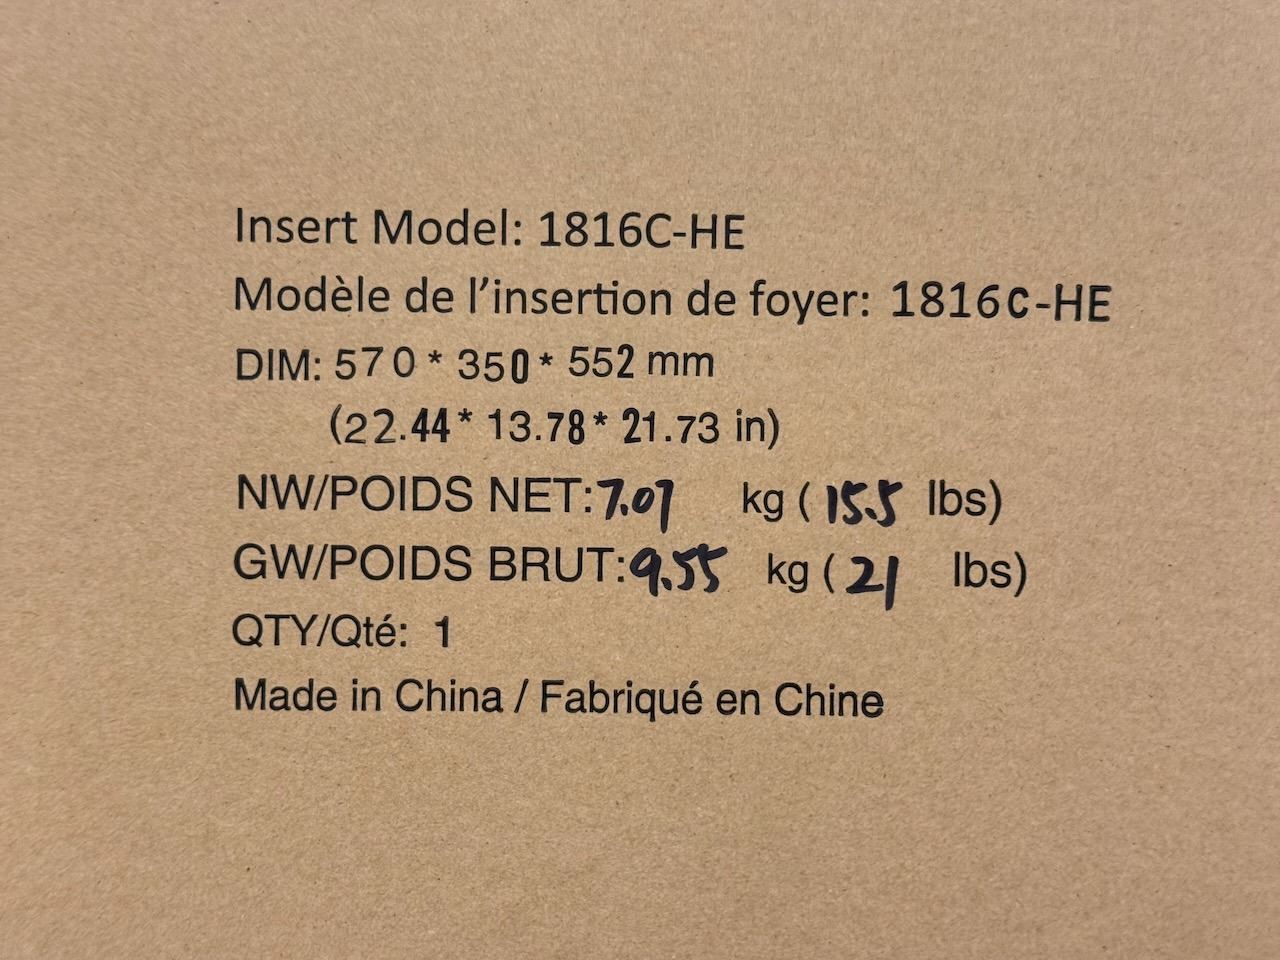 Insert Model: 1816C-HE
Modèle de l'insertion de foyer: 1816C-HE
DIM: 570 * 350 * 552 mm
(22.44* 13.78* 21.73 in)
NW/POIDS NET:7.07 kg ( 15.5 lbs)
GW/POIDS BRUT:9.55 kg ( 21 lbs)
QTY/Qté: 1
Made in China / Fabriqué en Chine